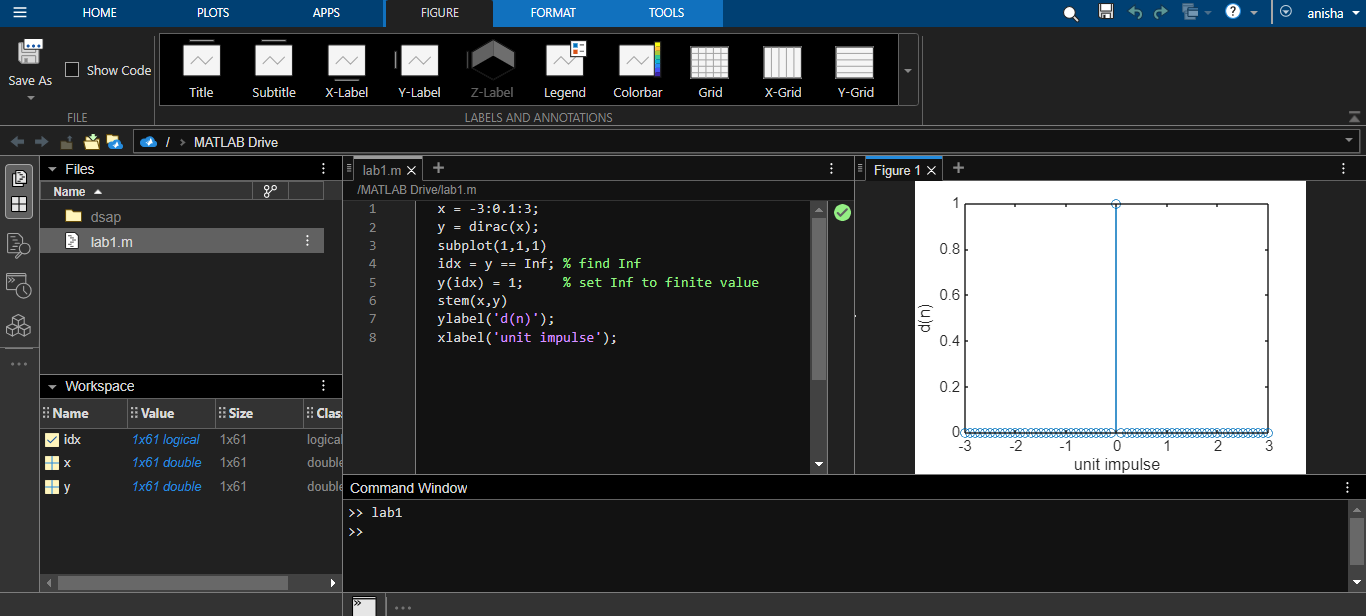 HOME PLOTS APPS FIGURE FORMAT TOOLS
anisha
Save As
Show Code
Title Subtitle X-Label Y-Label Z-Label Legend Colorbar Grid X-Grid Y-Grid
FILE LABELS AND ANNOTATIONS
/ > MATLAB Drive
Files
Name
dsap
lab1.m
Workspace
Name Value Size Clas
idx 1x61 logical 1x61 logical
x 1x61 double 1x61 double
y 1x61 double 1x61 double
lab1.m
/MATLAB Drive/lab1.m
1 x = -3:0.1:3;
2 y = dirac(x);
3 subplot(1,1,1)
4 idx = y == Inf; % find Inf
5 y(idx) = 1; % set Inf to finite value
6 stem(x,y)
7 ylabel('d(n)');
8 xlabel('unit impulse');
Figure 1
1
0.8
0.6
0.4
0.2
0
d(n)
-3 -2 -1 0 1 2 3
unit impulse
Command Window
>> lab1
>>